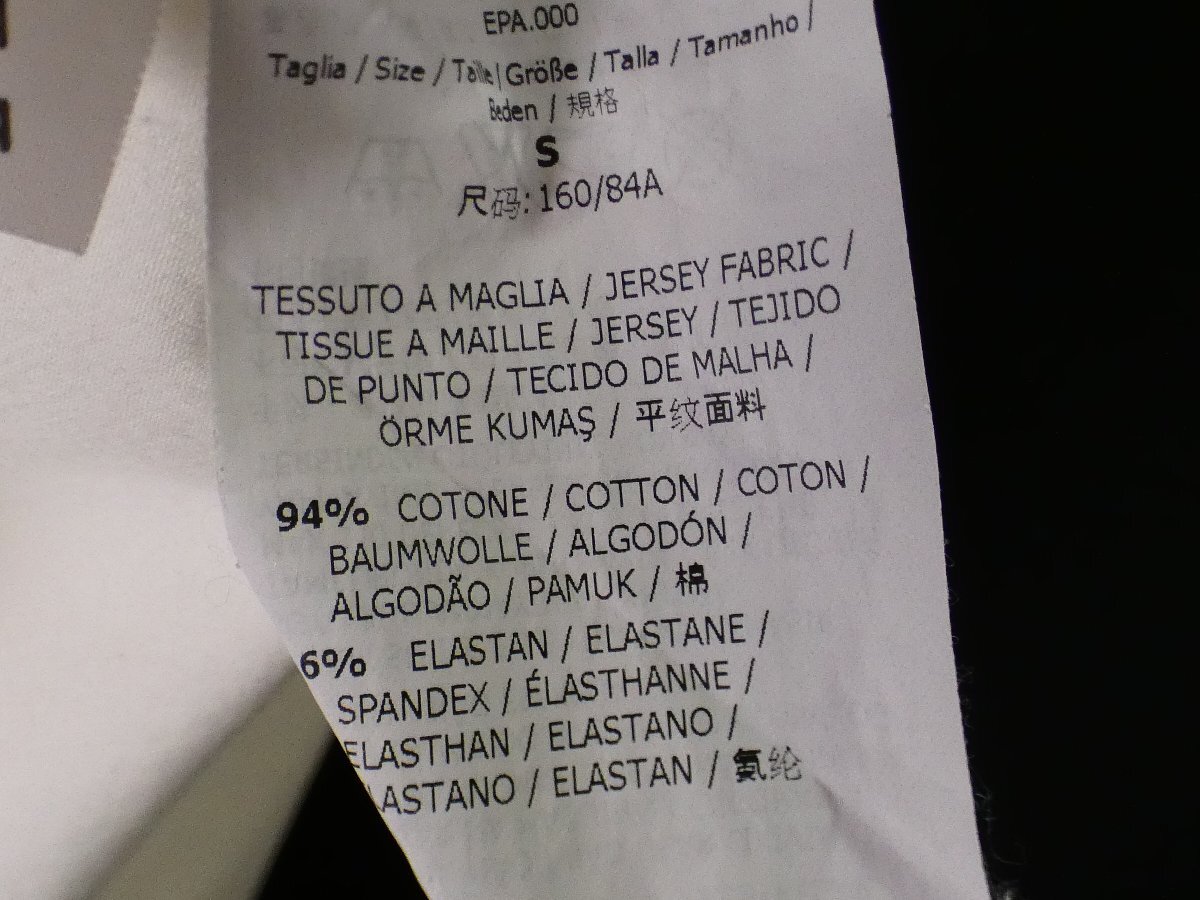 EPA.000
Taglia / Size / Taille | Größe / Talla / Tamanho /
Beden / 規格
S
尺码: 160/84A
TESSUTO A MAGLIA / JERSEY FABRIC /
TISSUE A MAILLE / JERSEY / TEJIDO
DE PUNTO / TECIDO DE MALHA /
ÖRME KUMAŞ / 平纹面料
94% COTONE / COTTON / COTON /
BAUMWOLLE / ALGODÓN /
ALGODÃO / PAMUK / 棉
6% ELASTAN / ELASTANE /
SPANDEX / ÉLASTHANNE /
ELASTHAN / ELASTANO /
LASTANO / ELASTAN / 氨纶